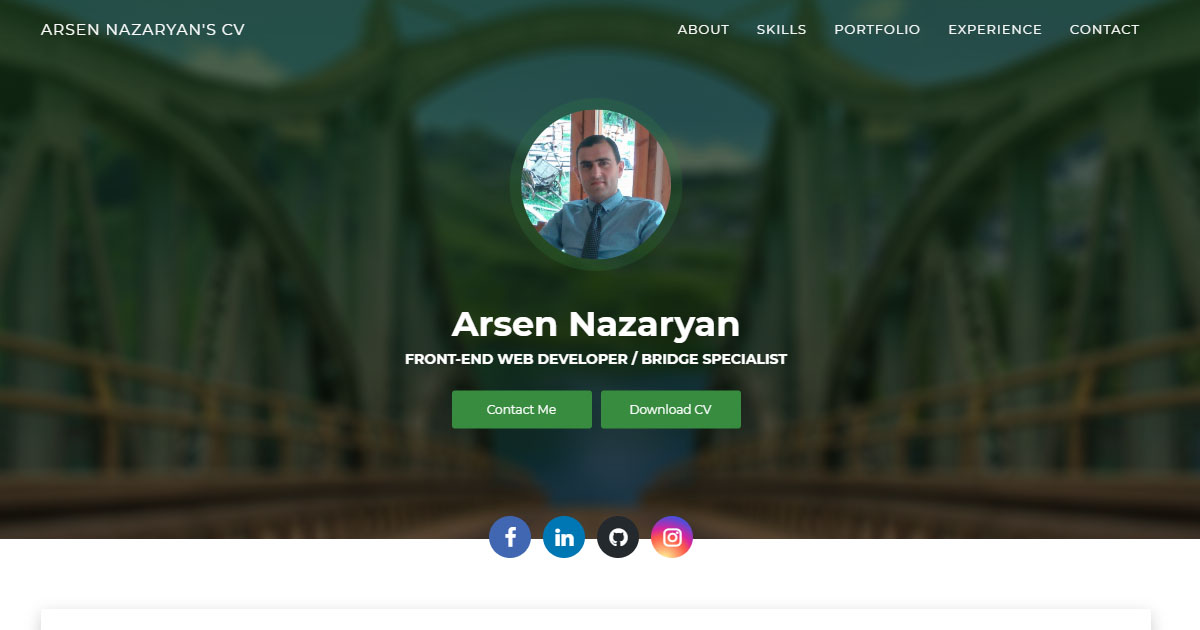 ARSEN NAZARYAN'S CV
ABOUT SKILLS PORTFOLIO EXPERIENCE CONTACT
Arsen Nazaryan
FRONT-END WEB DEVELOPER / BRIDGE SPECIALIST
Contact Me
Download CV